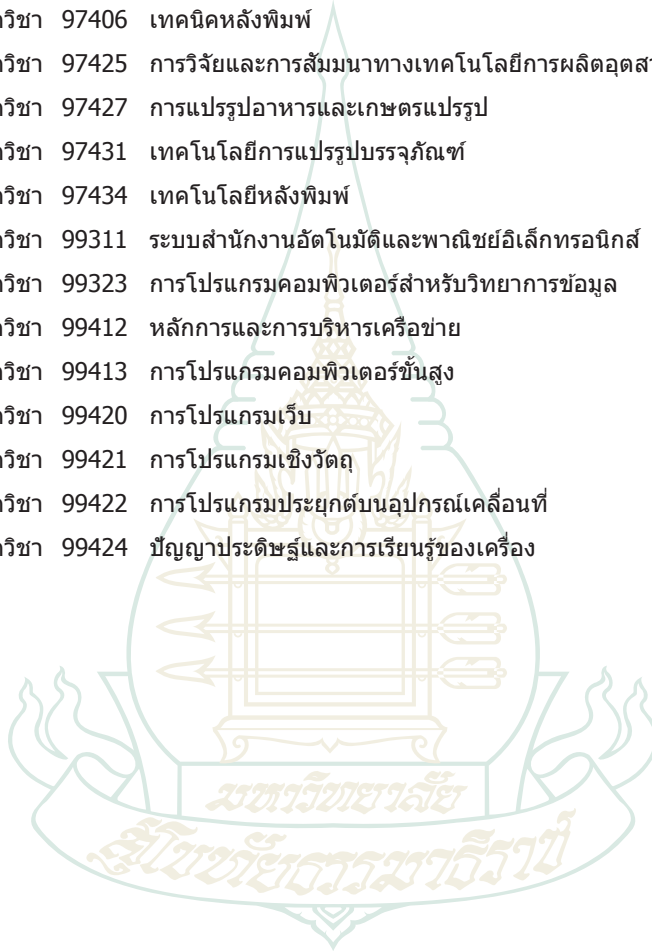 วิชา 97406 เทคนิคหลังพิมพ์
วิชา 97425 การวิจัยและการสัมมนาทางเทคโนโลยีการผลิตอุตสา
วิชา 97427 การแปรรูปอาหารและเกษตรแปรรูป
วิชา 97431 เทคโนโลยีการแปรรูปบรรจุภัณฑ์
วิชา 97434 เทคโนโลยีหลังพิมพ์
วิชา 99311 ระบบสำนักงานอัตโนมัติและพาณิชย์อิเล็กทรอนิกส์
วิชา 99323 การโปรแกรมคอมพิวเตอร์สำหรับวิทยาการข้อมูล
วิชา 99412 หลักการและการบริหารเครือข่าย
วิชา 99413 การโปรแกรมคอมพิวเตอร์ขั้นสูง
วิชา 99420 การโปรแกรมเว็บ
วิชา 99421 การโปรแกรมเชิงวัตถุ
วิชา 99422 การโปรแกรมประยุกต์บนอุปกรณ์เคลื่อนที่
วิชา 99424 ปัญญาประดิษฐ์และการเรียนรู้ของเครื่อง
มหาวิทยาลัย
สุโขทัยธรรมาธิราช